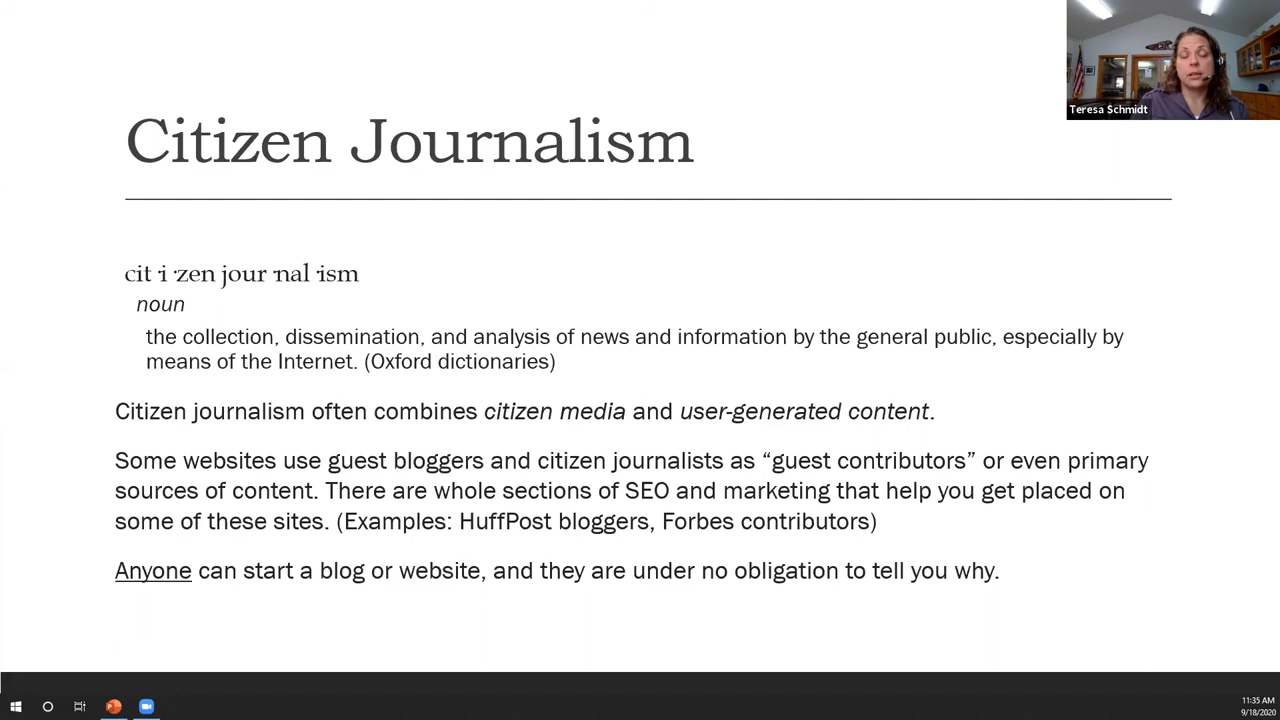 Teresa Schmidt
Citizen Journalism
cit·i·zen jour·nal·ism
noun
the collection, dissemination, and analysis of news and information by the general public, especially by
means of the Internet. (Oxford dictionaries)
Citizen journalism often combines citizen media and user-generated content.
Some websites use guest bloggers and citizen journalists as “guest contributors” or even primary
sources of content. There are whole sections of SEO and marketing that help you get placed on
some of these sites. (Examples: HuffPost bloggers, Forbes contributors)
Anyone can start a blog or website, and they are under no obligation to tell you why.
11:35 AM
9/18/2020